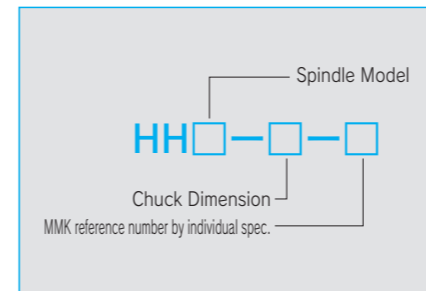 Spindle Model
HH□-□-□
Chuck Dimension
MMK reference number by individual spec.